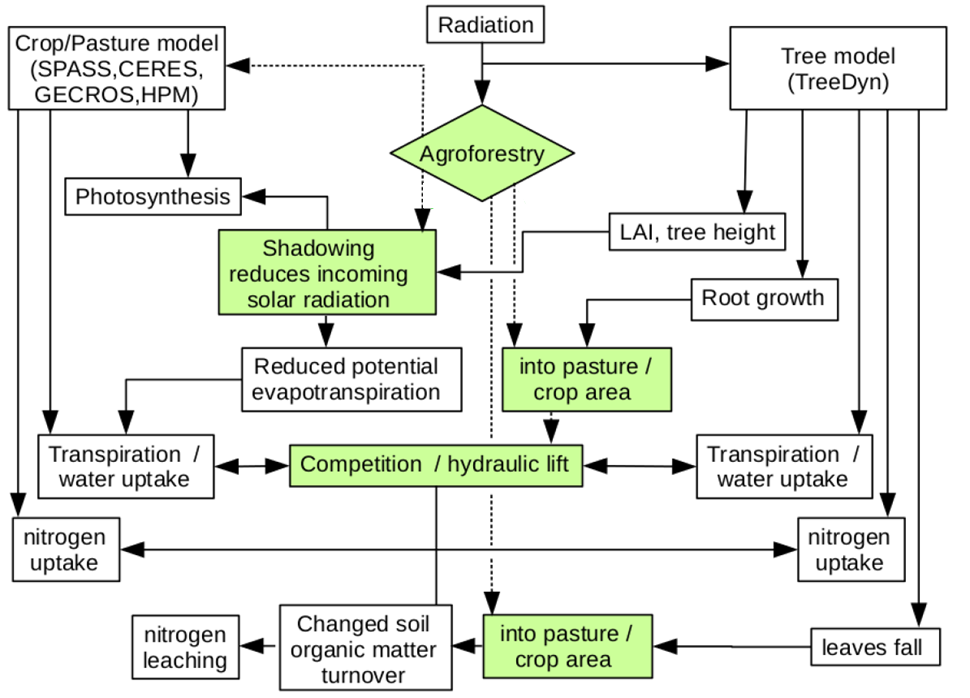 Radiation
Crop/Pasture model
(SPASS,CERES,
GECROS,HPM)
Tree model
(TreeDyn)
Agroforestry
Photosynthesis
LAI, tree height
Shadowing
reduces incoming
solar radiation
Root growth
Reduced potential
evapotranspiration
into pasture /
crop area
Transpiration /
water uptake
Competition / hydraulic lift
Transpiration /
water uptake
nitrogen
uptake
nitrogen
uptake
nitrogen
leaching
Changed soil
organic matter
turnover
into pasture /
crop area
leaves fall